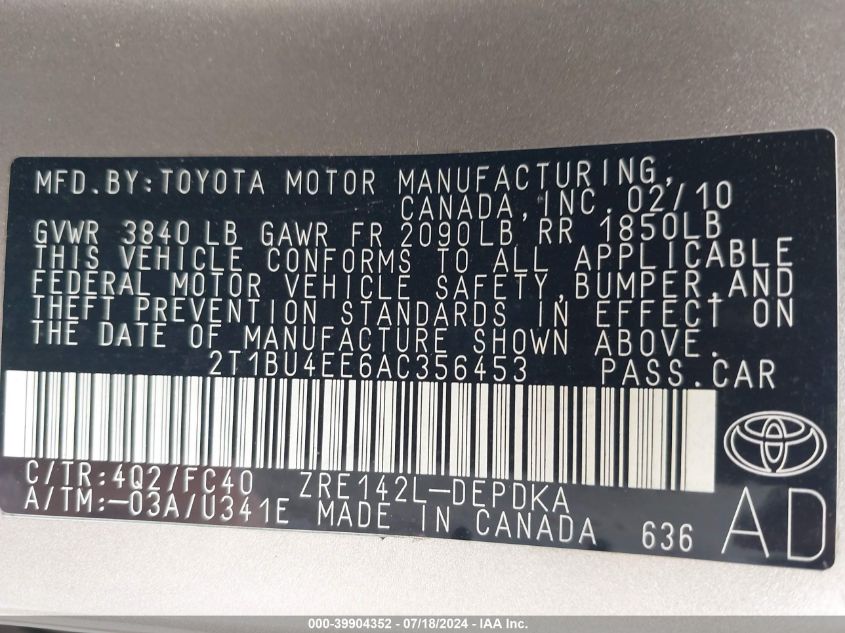 MFD.BY:TOYOTA MOTOR MANUFACTURING,
CANADA,INC. 02/10
GVWR 3840 LB GAWR FR 2090LB RR 1850LB
THIS VEHICLE CONFORMS TO ALL APPLICABLE
FEDERAL MOTOR VEHICLE SAFETY,BUMPER,AND
THEFT PREVENTION STANDARDS IN EFFECT ON
THE DATE OF MANUFACTURE SHOWN ABOVE.
2T1BU4EE6AC356453 PASS.CAR
C/TR:4Q2/FC40 ZRE142L-DEPDKA
A/TM:-03A/U341E MADE IN CANADA 636 AD
000-39904352 - 07/18/2024 - IAA Inc.